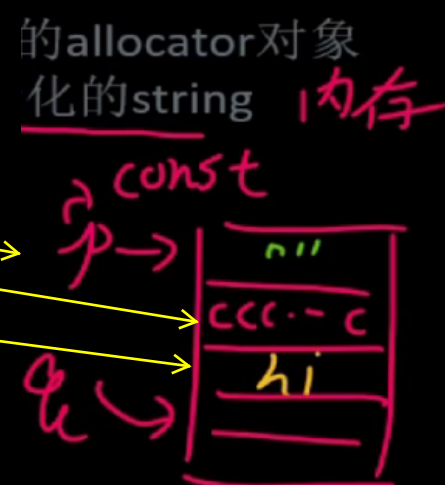 的allocator对象
化的string 内存
const
p
""
ccc..- c
hi
q